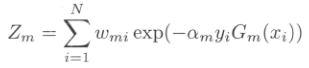 Z_m = \sum_{i=1}^{N} w_{mi} \exp(-\alpha_m y_i G_m(x_i))